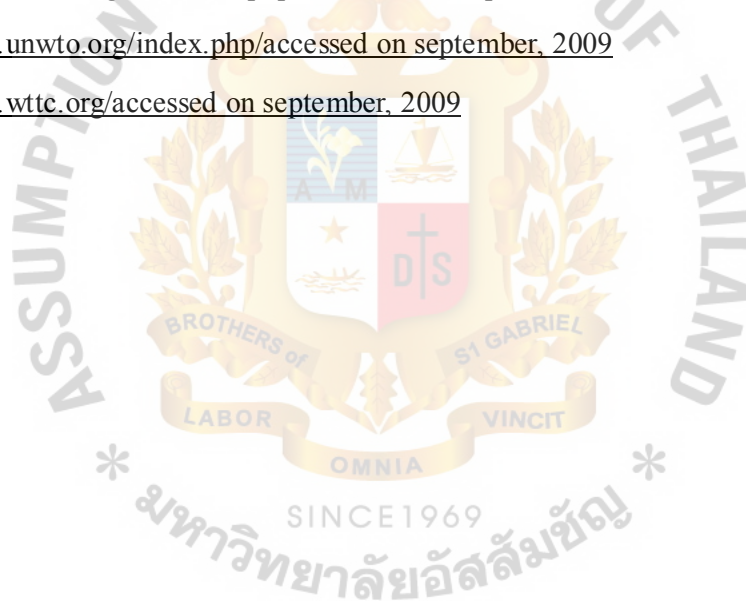 .unwto.org/index.php/accessed on september, 2009
.wttc.org/accessed on september, 2009
ASSUMPTION
OF
THAILAND
A M
D S
BROTHERS of
ST GABRIEL
LABOR
VINCIT
OMNIA
* *
SINCE1969
มหาวิทยาลัยอัสสัมชัญ